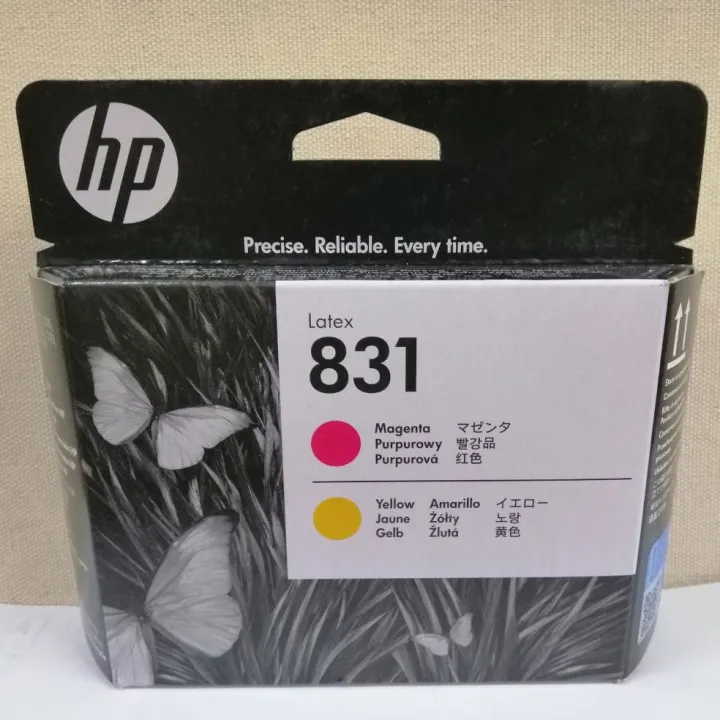 hp
Precise. Reliable. Every time.
Latex
831
Magenta マゼンタ
Purpurowy 빨강품
Purpurová 红色
Yellow Amarillo イエロー
Jaune Żółty 노랑
Gelb Žlutá 黄色